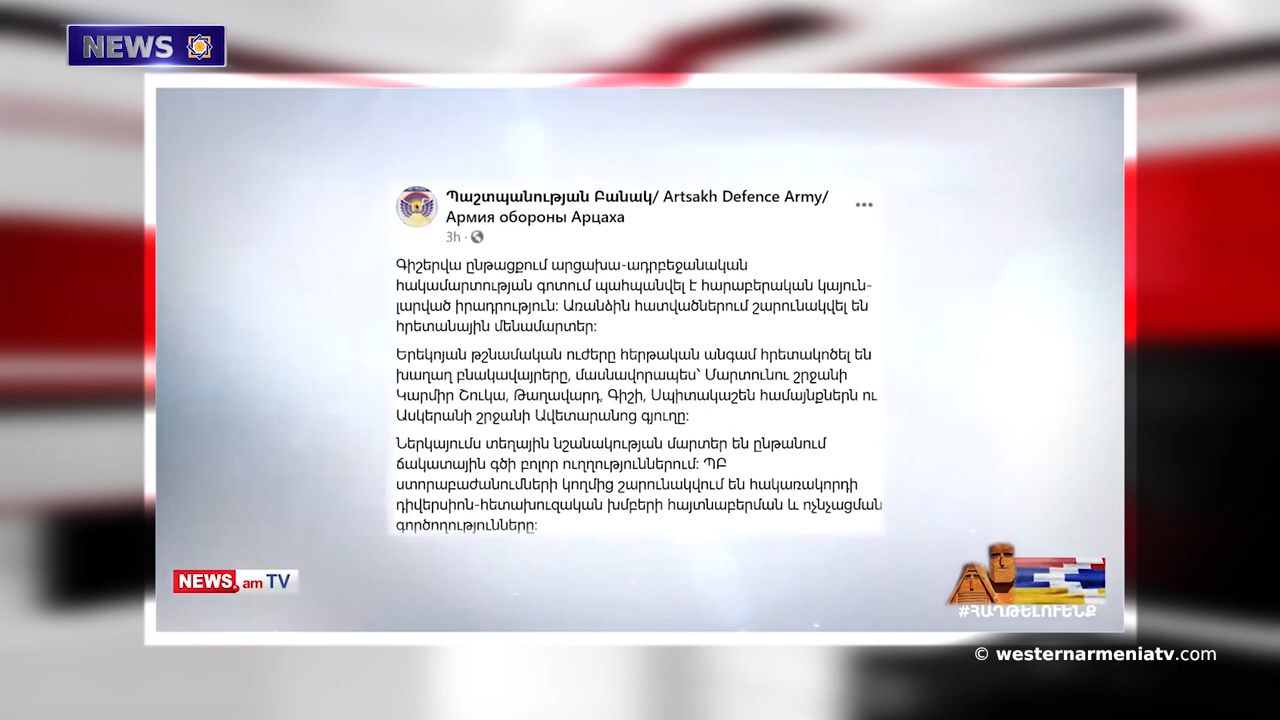 NEWS
Պաշտպանության Բանակ/ Artsakh Defence Army/
Армия обороны Арцаха
3h ·
Գիշերվա ընթացքում արցախա-ադրբեջանական
հակամարտության գոտում պահպանվել է հարաբերական կայուն-
լարված իրադրություն։ Առանձին հատվածներում շարունակվել են
հրետանային մենամարտեր։
Երեկոյան թշնամական ուժերը հերթական անգամ հրետակոծել են
խաղաղ բնակավայրերը, մասնավորապես՝ Մարտունու շրջանի
Կարմիր Շուկա, Թաղավարդ, Գիշի, Սպիտակաշեն համայնքներն ու
Ասկերանի շրջանի Ավետարանոց գյուղը։
Ներկայումս տեղային նշանակության մարտեր են ընթանում
ճակատային գծի բոլոր ուղղություններում։ ՊԲ
ստորաբաժանումների կողմից շարունակվում են հակառակորդի
դիվերսիոն-հետախուզական խմբերի հայտնաբերման և ոչնչացման
գործողությունները։
NEWS.am TV
#ՀԱՂԹԵԼՈՒԵՆՔ
© westernarmeniatv.com